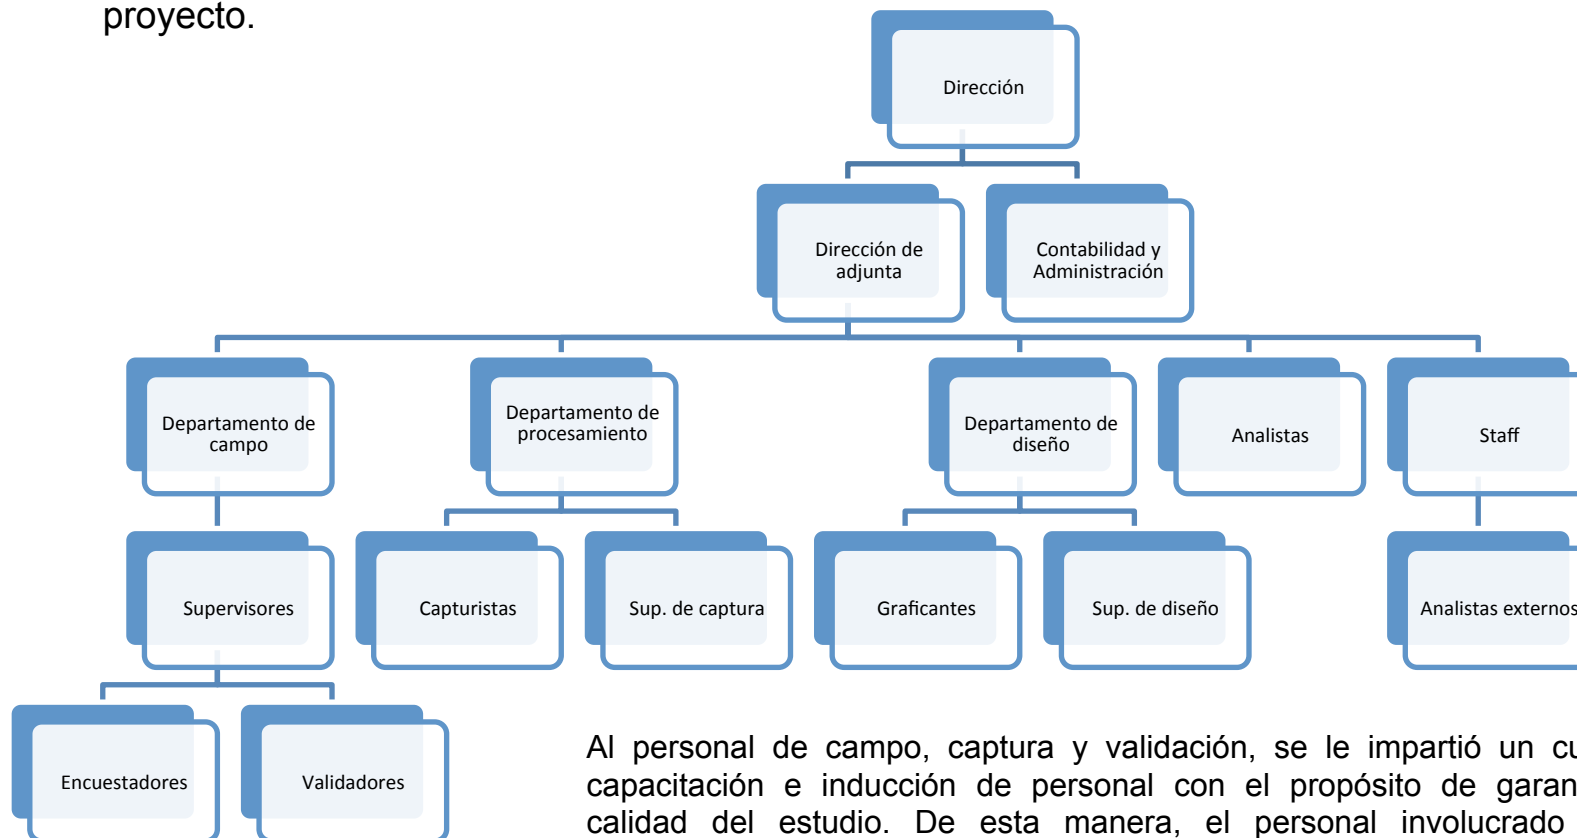 proyecto.
Dirección
Dirección de
adjunta
Contabilidad y
Administración
Departamento de
campo
Departamento de
procesamiento
Departamento de
diseño
Analistas
Staff
Supervisores
Capturistas
Sup. de captura
Graficantes
Sup. de diseño
Analistas externos
Encuestadores
Validadores
Al personal de campo, captura y validación, se le impartió un
capacitación e inducción de personal con el propósito de
calidad del estudio. De esta manera, el personal involucrado